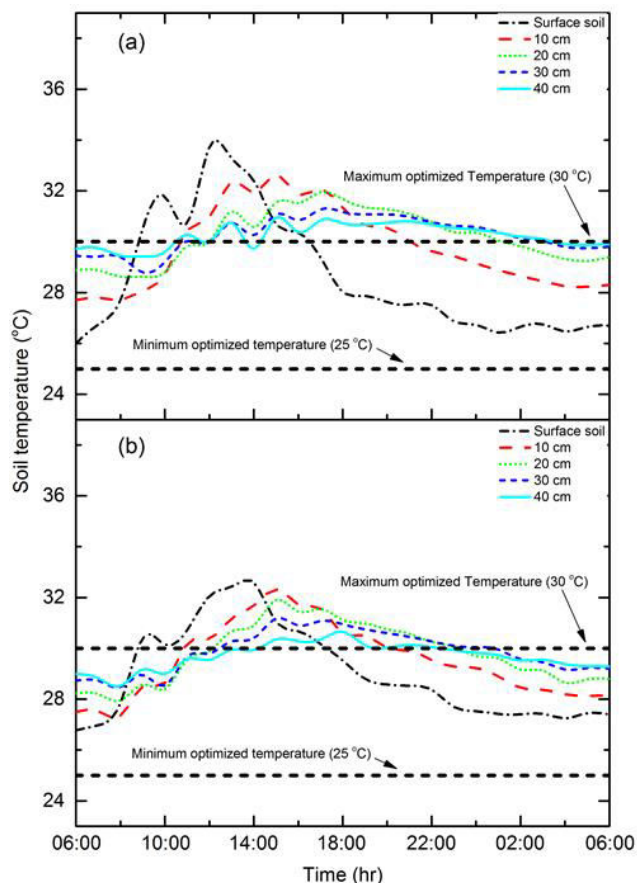 (a)
Surface soil
10 cm
20 cm
30 cm
40 cm
36
32
28
24
Maximum optimized Temperature (30 °C)
Minimum optimized temperature (25 °C)
Soil temperature (°C)
(b)
Surface soil
10 cm
20 cm
30 cm
40 cm
39
36
31
28
23
Maximum optimized Temperature (30 °C)
Minimum optimized temperature (25 °C)
06:00 10:00 14:00 18:00 22:00 02:00 06:00
Time (hr)